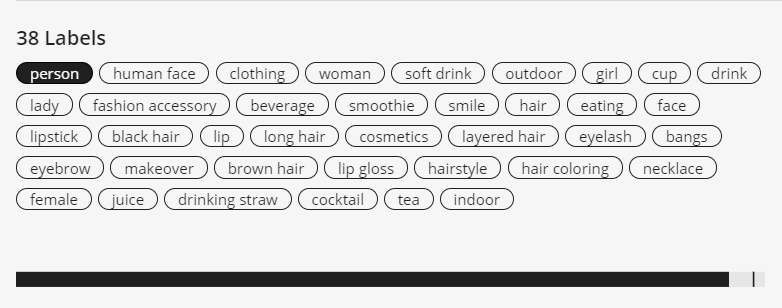 38 Labels
person human face clothing woman soft drink outdoor girl cup drink
lady fashion accessory beverage smoothie smile hair eating face
lipstick black hair lip long hair cosmetics layered hair eyelash bangs
eyebrow makeover brown hair lip gloss hairstyle hair coloring necklace
female juice drinking straw cocktail tea indoor